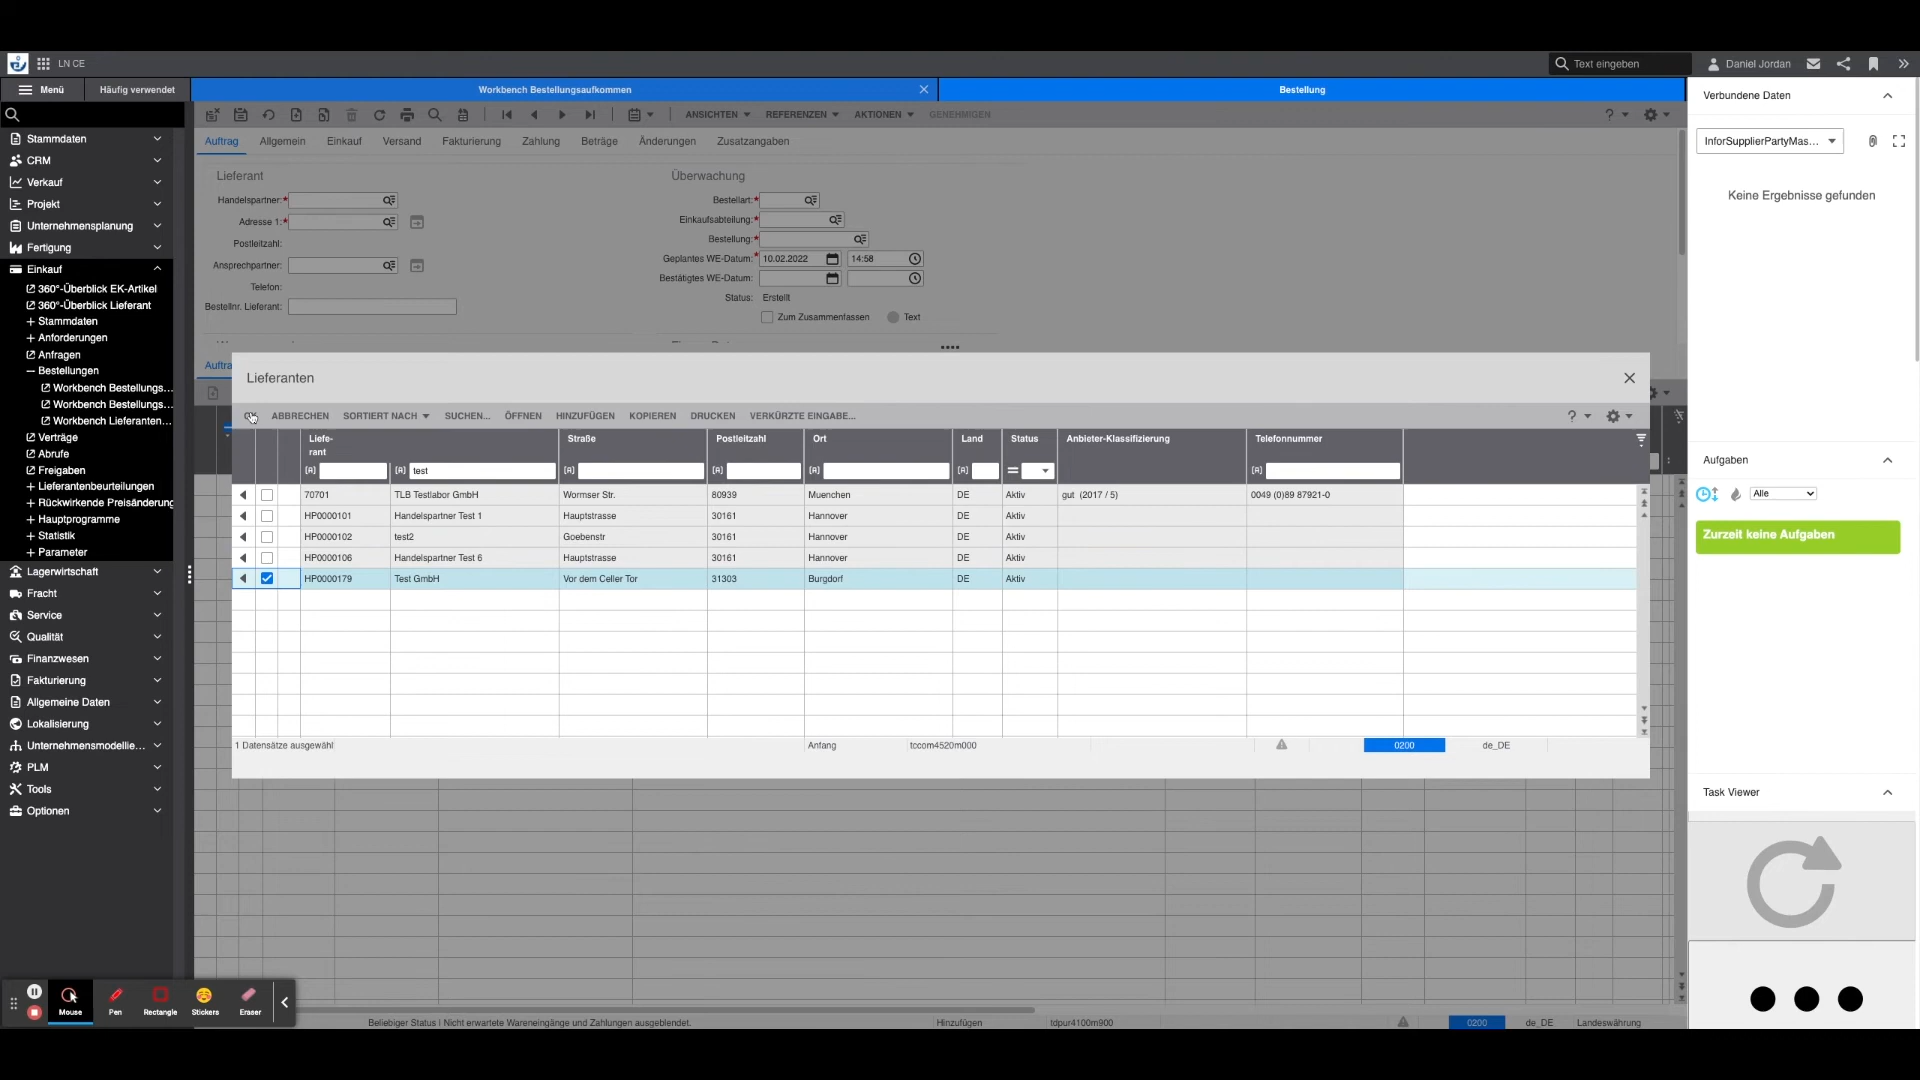 LN CE
Text eingeben
Daniel Jordan
Menü
Häufig verwendet
Workbench Bestellungsaufkommen
Bestellung
Verbundene Daten
ANSICHTEN
REFERENZEN
AKTIONEN
GENEHMIGEN
Auftrag Allgemein Einkauf Versand Fakturierung Zahlung Beträge Änderungen Zusatzangaben
InforSupplierPartyMas...
Keine Ergebnisse gefunden
Stammdaten
CRM
Verkauf
Projekt
Unternehmensplanung
Fertigung
Einkauf
360°-Überblick EK-Artikel
360°-Überblick Lieferant
Stammdaten
Anforderungen
Anfragen
Bestellungen
Workbench Bestellungs...
Workbench Bestellungs...
Workbench Lieferanten...
Verträge
Abrufe
Freigaben
Lieferantenbeurteilungen
Rückwirkende Preisänderung
Hauptprogramme
Statistik
Parameter
Lagerwirtschaft
Fracht
Service
Qualität
Finanzwesen
Fakturierung
Allgemeine Daten
Lokalisierung
Unternehmensmodellie...
PLM
Tools
Optionen
Lieferant
Handelspartner:*
Adresse 1:*
Postleitzahl:
Ansprechpartner:
Telefon:
Bestellnr. Lieferant:
Überwachung
Bestellart:*
Einkaufsabteilung:*
Bestellung:*
Geplantes WE-Datum:* 10.02.2022 14:58
Bestätigtes WE-Datum:
Status: Erstellt
Zum Zusammenfassen Text
Auftra
Lieferanten
ABBRECHEN SORTIERT NACH SUCHEN... ÖFFNEN HINZUFÜGEN KOPIEREN DRUCKEN VERKÜRZTE EINGABE...
Liefe-
rant Straße Postleitzahl Ort Land Status Anbieter-Klassifizierung Telefonnummer
test =
70701 TLB Testlabor GmbH Wormser Str. 80939 Muenchen DE Aktiv gut (2017 / 5) 0049 (0)89 87921-0
HP0000101 Handelspartner Test 1 Hauptstrasse 30161 Hannover DE Aktiv
HP0000102 test2 Goebenstr 30161 Hannover DE Aktiv
HP0000106 Handelspartner Test 6 Hauptstrasse 30161 Hannover DE Aktiv
HP0000179 Test GmbH Vor dem Celler Tor 31303 Burgdorf DE Aktiv
1 Datensätze ausgewähl Anfang tccom4520m000 0200 de_DE
Aufgaben
Alle
Zurzeit keine Aufgaben
Task Viewer
Mouse Pen Rectangle Stickers Eraser
Beliebiger Status | Nicht erwartete Wareneingänge und Zahlungen ausgeblendet. Hinzufügen tdpur4100m900 0200 de_DE Landeswährung